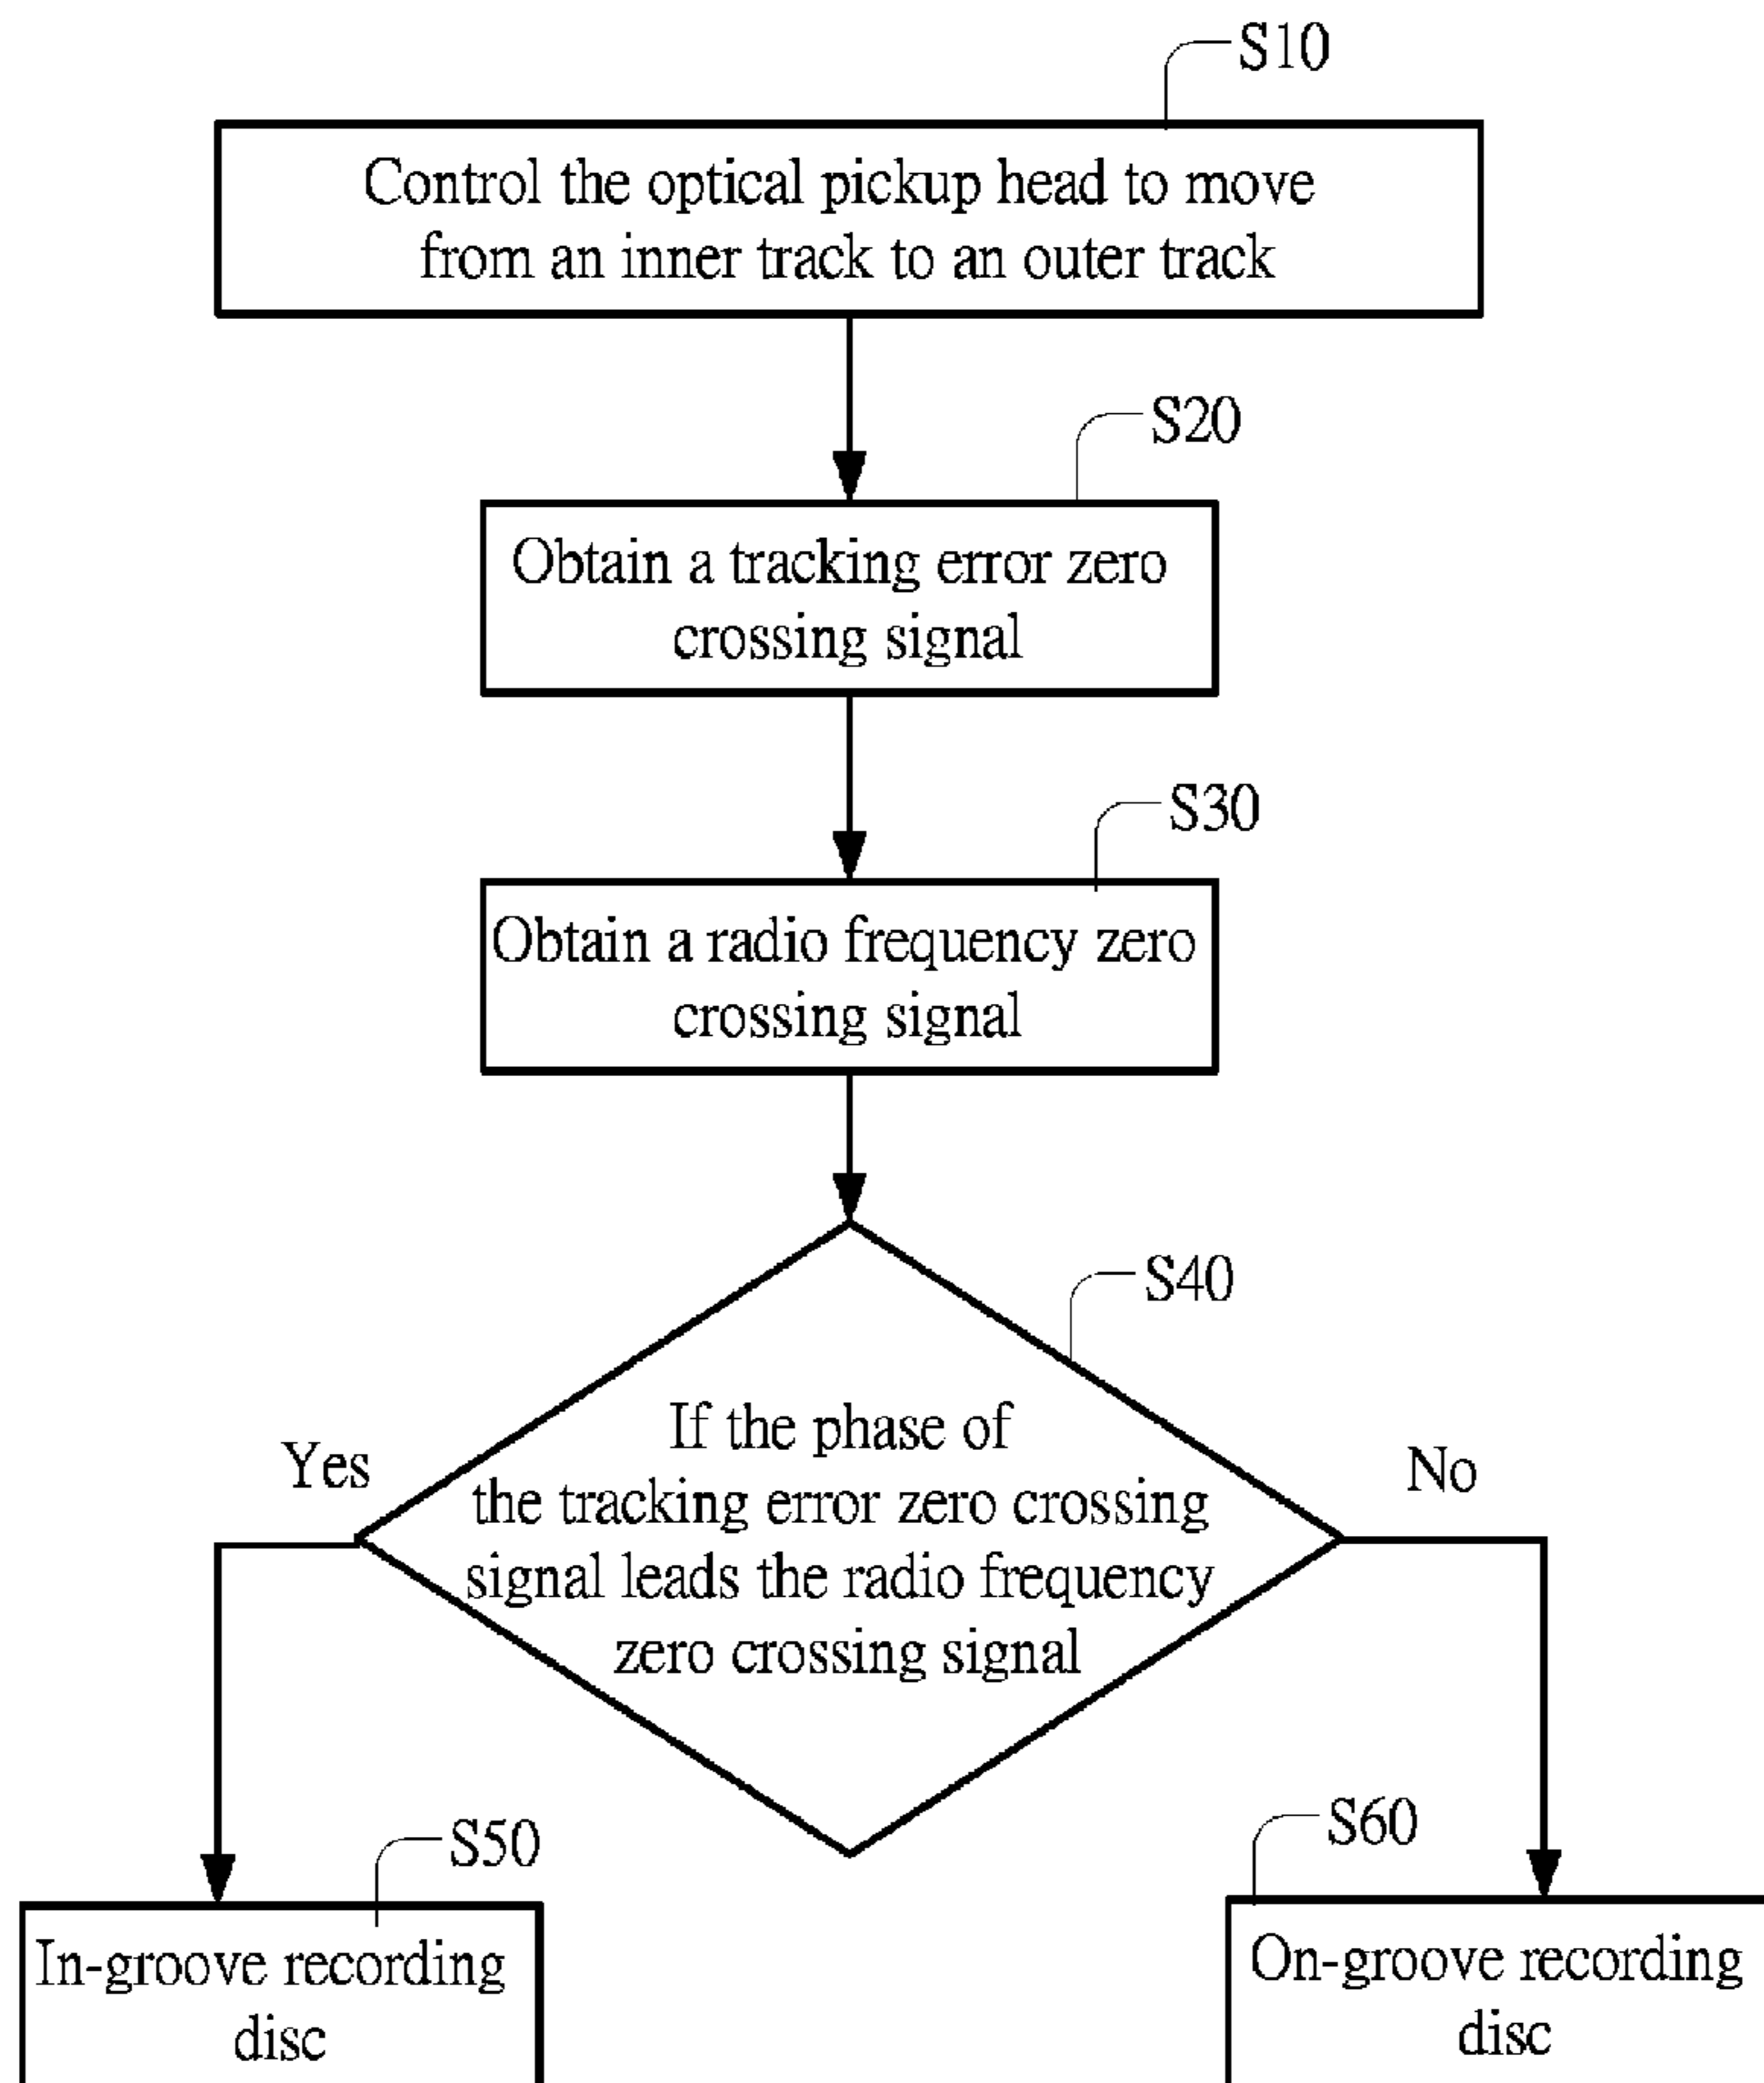 S10
Control the optical pickup head to move
from an inner track to an outer track
S20
Obtain a tracking error zero
crossing signal
S30
Obtain a radio frequency zero
crossing signal
S40
If the phase of
the tracking error zero crossing
signal leads the radio frequency
zero crossing signal
Yes
No
S50
In-groove recording
disc
S60
On-groove recording
disc